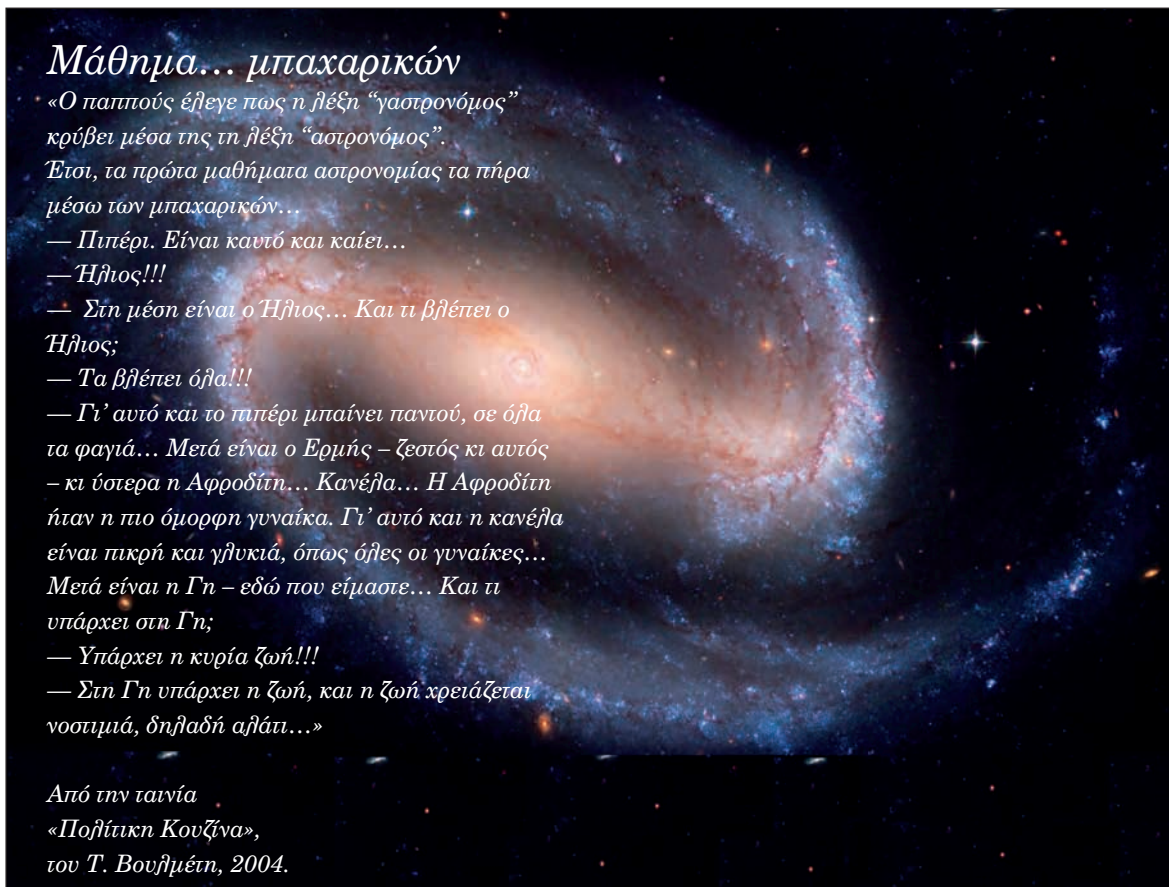 Μάθημα… μπαχαρικών
«Ο παππούς έλεγε πως η λέξη “γαστρονόμος”
κρύβει μέσα της τη λέξη “αστρονόμος”.
Έτσι, τα πρώτα μαθήματα αστρονομίας τα πήρα
μέσω των μπαχαρικών…
— Πιπέρι. Είναι καυτό και καίει…
— Ήλιος!!!
— Στη μέση είναι ο Ήλιος… Και τι βλέπει ο
Ήλιος;
— Τα βλέπει όλα!!!
— Γι’ αυτό και το πιπέρι μπαίνει παντού, σε όλα
τα φαγιά… Μετά είναι ο Ερμής – ζεστός κι αυτός
– κι ύστερα η Αφροδίτη… Κανέλα… Η Αφροδίτη
ήταν η πιο όμορφη γυναίκα. Γι’ αυτό και η κανέλα
είναι πικρή και γλυκιά, όπως όλες οι γυναίκες…
Μετά είναι η Γη – εδώ που είμαστε… Και τι
υπάρχει στη Γη;
— Υπάρχει η κυρία ζωή!!!
— Στη Γη υπάρχει η ζωή, και η ζωή χρειάζεται
νοστιμιά, δηλαδή αλάτι…»
Από την ταινία
«Πολίτικη Κουζίνα»,
του Τ. Βουλμέτη, 2004.